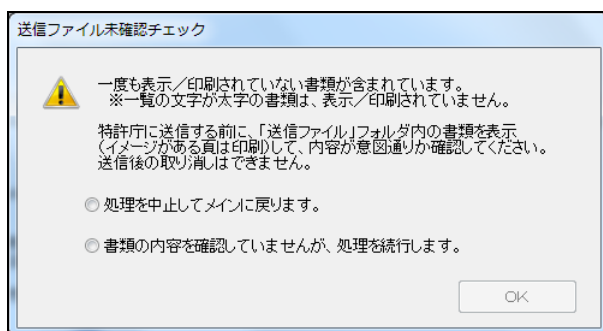 送信ファイル未確認チェック
一度も表示／印刷されていない書類が含まれています。
※一覧の文字が太字の書類は、表示／印刷されていません。
特許庁に送信する前に、「送信ファイル」フォルダ内の書類を表示
(イメージがある頁は印刷)して、内容が意図通りか確認してください。
送信後の取り消しはできません。
処理を中止してメインに戻ります。
書類の内容を確認していませんが、処理を続行します。
OK